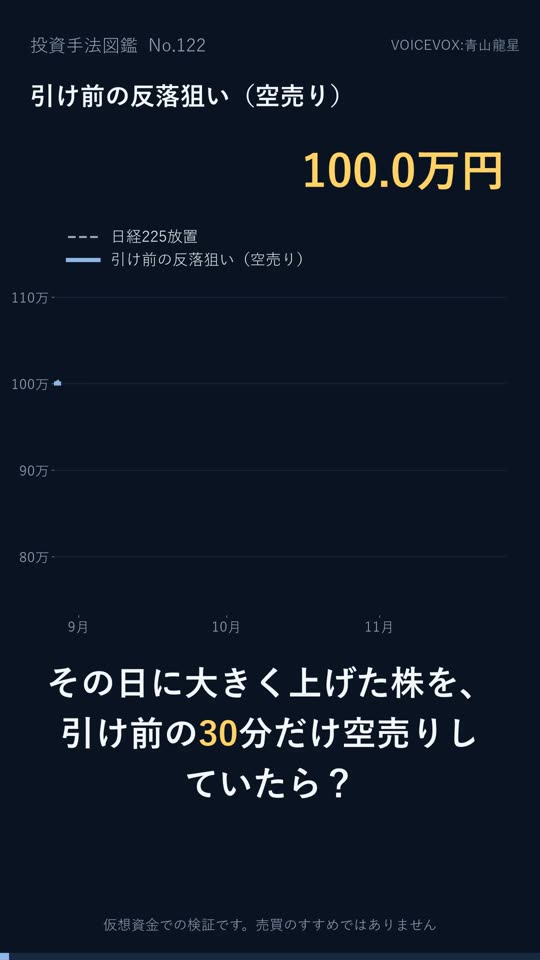 投資手法図鑑 No.122
VOICEVOX:青山龍星
引け前の反落狙い（空売り）
100.0万円
日経225放置
引け前の反落狙い（空売り）
110万
100万
90万
80万
9月
10月
11月
その日に大きく上げた株を、
引け前の30分だけ空売りし
ていたら？
仮想資金での検証です。売買のすすめではありません